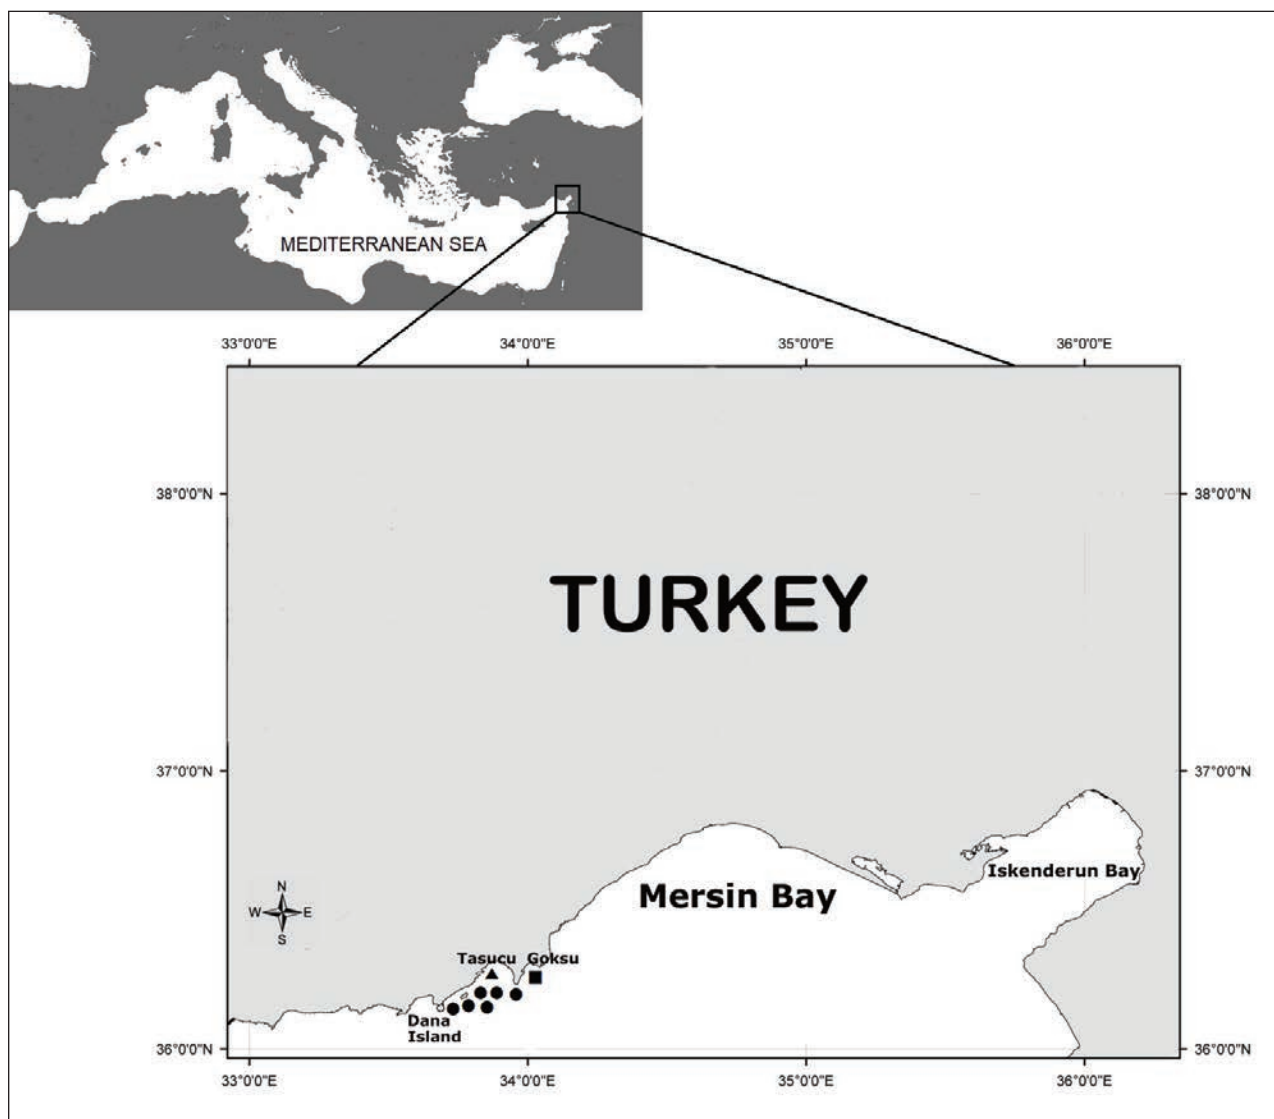 MEDITERRANEAN SEA
33°0'0"E 34°0'0"E 35°0'0"E 36°0'0"E
38°0'0"N 38°0'0"N
TURKEY
37°0'0"N 37°0'0"N
Iskenderun Bay
Mersin Bay
N
W E
S
Tasucu Goksu
Dana
Island
36°0'0"N 36°0'0"N
33°0'0"E 34°0'0"E 35°0'0"E 36°0'0"E